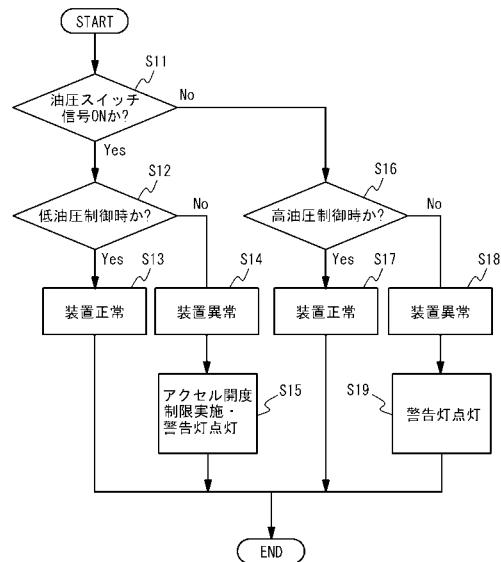 START
S11
油圧スイッチ
信号ONか?
No
Yes
S12
低油圧制御時か?
No
Yes
S16
高油圧制御時か?
No
Yes
S13
装置正常
S14
装置異常
S17
装置正常
S18
装置異常
アクセル開度
制限実施・
警告灯点灯
S15
S19
警告灯点灯
END